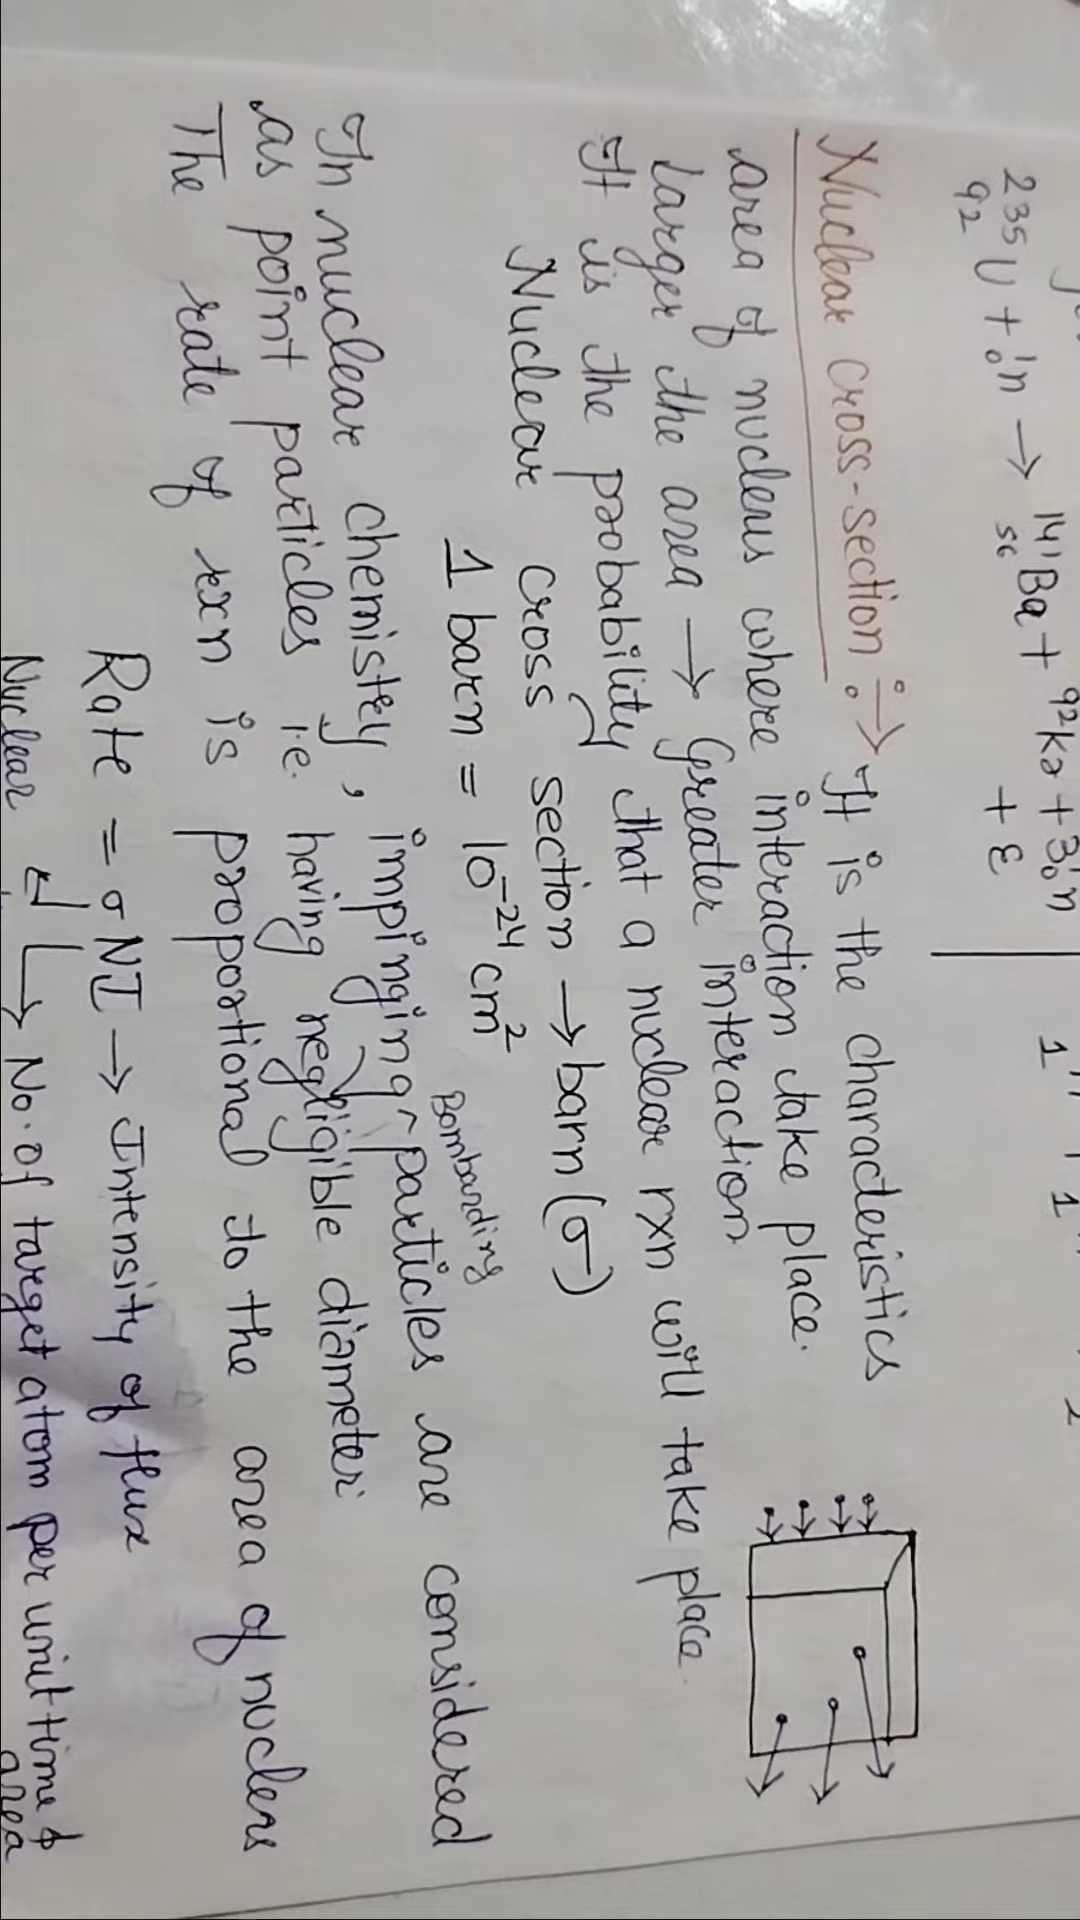 ²³⁵₉₂U + ¹₀n → ¹⁴¹₅₆Ba + ⁹²Kr + 3¹₀n
+ ε
1 1
Nuclear cross-section :→ It is the characteristics
area of nucleus where interaction take place.
Larger the area → Greater interaction
It is the probability that a nuclear rxn will take place.
Nuclear cross section → barn (σ)
1 barn = 10⁻²⁴ cm²
Bombarding
In nuclear chemistry, impinging particles are considered
as point particles i.e. having negligible diameter
The rate of rxn is proportional to the area of nucleus
Rate = σNI → Intensity of flux
Nuclear ↵ ↳ No. of target atom per unit time &
area